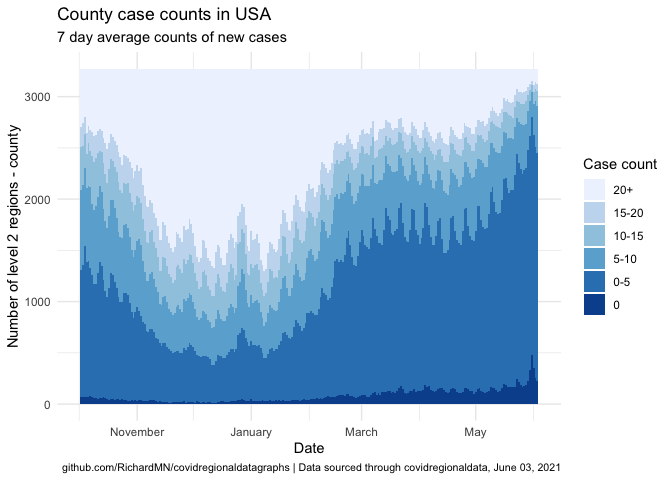 County case counts in USA
7 day average counts of new cases
Number of level 2 regions - county
3000
2000
1000
0
November
January
March
May
Date
Case count
20+
15-20
10-15
5-10
0-5
0
github.com/RichardMN/covidregionaldatagraphs | Data sourced through covidregionaldata, June 03, 2021